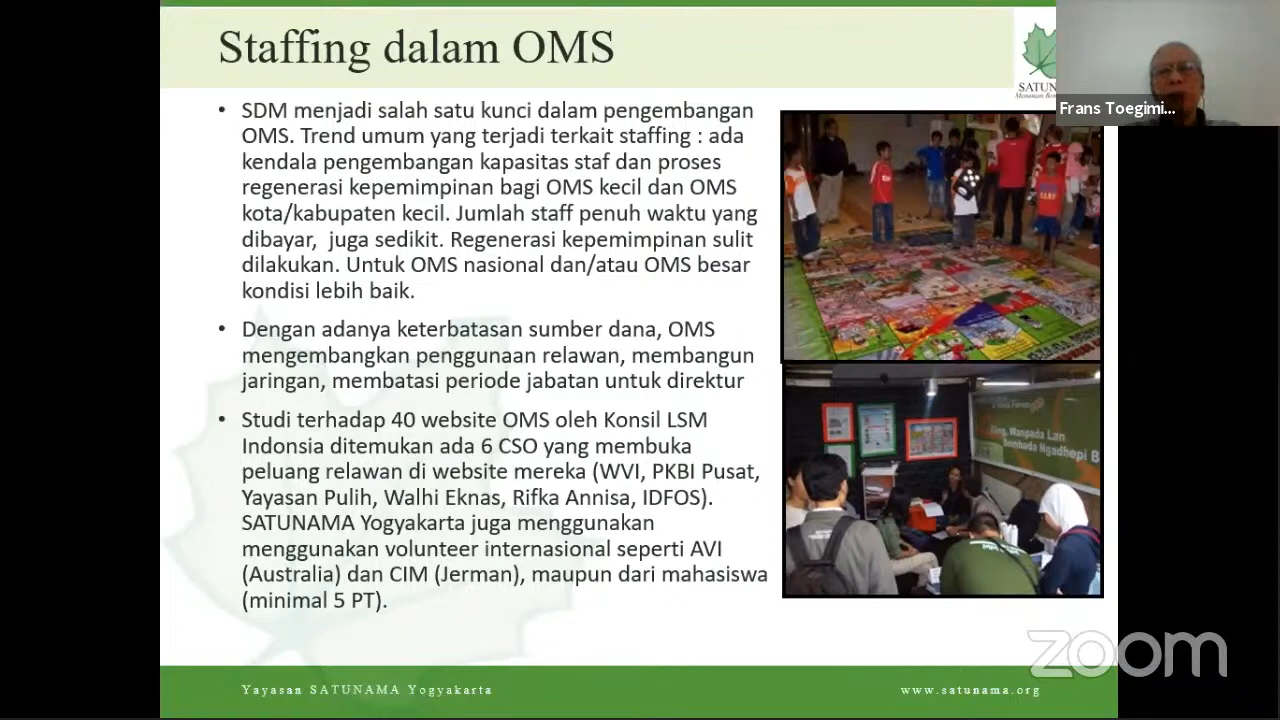 Staffing dalam OMS
SATUNA
Frans Toegimi...
• SDM menjadi salah satu kunci dalam pengembangan
OMS. Trend umum yang terjadi terkait staffing : ada
kendala pengembangan kapasitas staf dan proses
regenerasi kepemimpinan bagi OMS kecil dan OMS
kota/kabupaten kecil. Jumlah staff penuh waktu yang
dibayar, juga sedikit. Regenerasi kepemimpinan sulit
dilakukan. Untuk OMS nasional dan/atau OMS besar
kondisi lebih baik.
• Dengan adanya keterbatasan sumber dana, OMS
mengembangkan penggunaan relawan, membangun
jaringan, membatasi periode jabatan untuk direktur
• Studi terhadap 40 website OMS oleh Konsil LSM
Indonsia ditemukan ada 6 CSO yang membuka
peluang relawan di website mereka (WVI, PKBI Pusat,
Yayasan Pulih, Walhi Eknas, Rifka Annisa, IDFOS).
SATUNAMA Yogyakarta juga menggunakan
menggunakan volunteer internasional seperti AVI
(Australia) dan CIM (Jerman), maupun dari mahasiswa
(minimal 5 PT).
Eling, Waspada Lan
Sembada Ngadhepi B
zoom
Yayasan SATUNAMA Yogyakarta
www.satunama.org